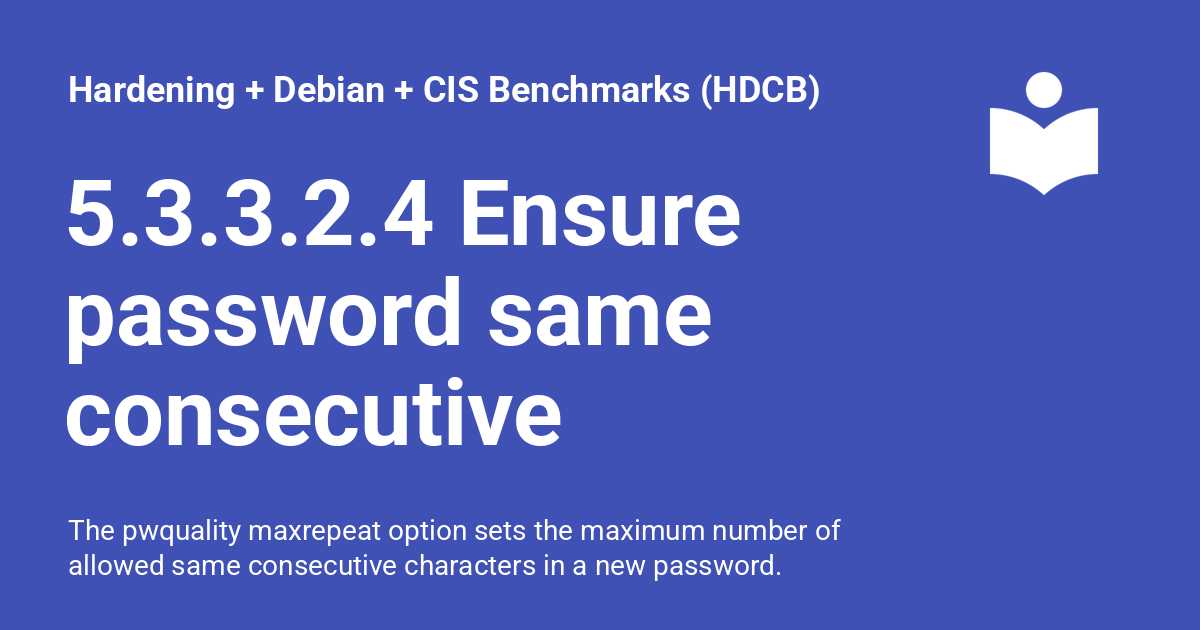 Hardening + Debian + CIS Benchmarks (HDCB)
5.3.3.2.4 Ensure
password same
consecutive
The pwquality maxrepeat option sets the maximum number of
allowed same consecutive characters in a new password.